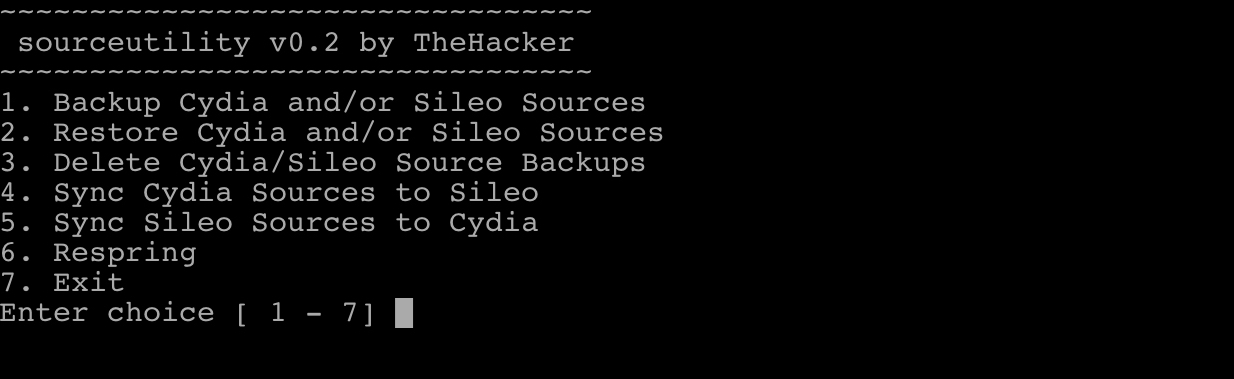 ~~~~~~~~~~~~~~~~~~~~~~~~~~~~~~~~~
 sourceutility v0.2 by TheHacker
~~~~~~~~~~~~~~~~~~~~~~~~~~~~~~~~~
1. Backup Cydia and/or Sileo Sources
2. Restore Cydia and/or Sileo Sources
3. Delete Cydia/Sileo Source Backups
4. Sync Cydia Sources to Sileo
5. Sync Sileo Sources to Cydia
6. Respring
7. Exit
Enter choice [ 1 - 7]